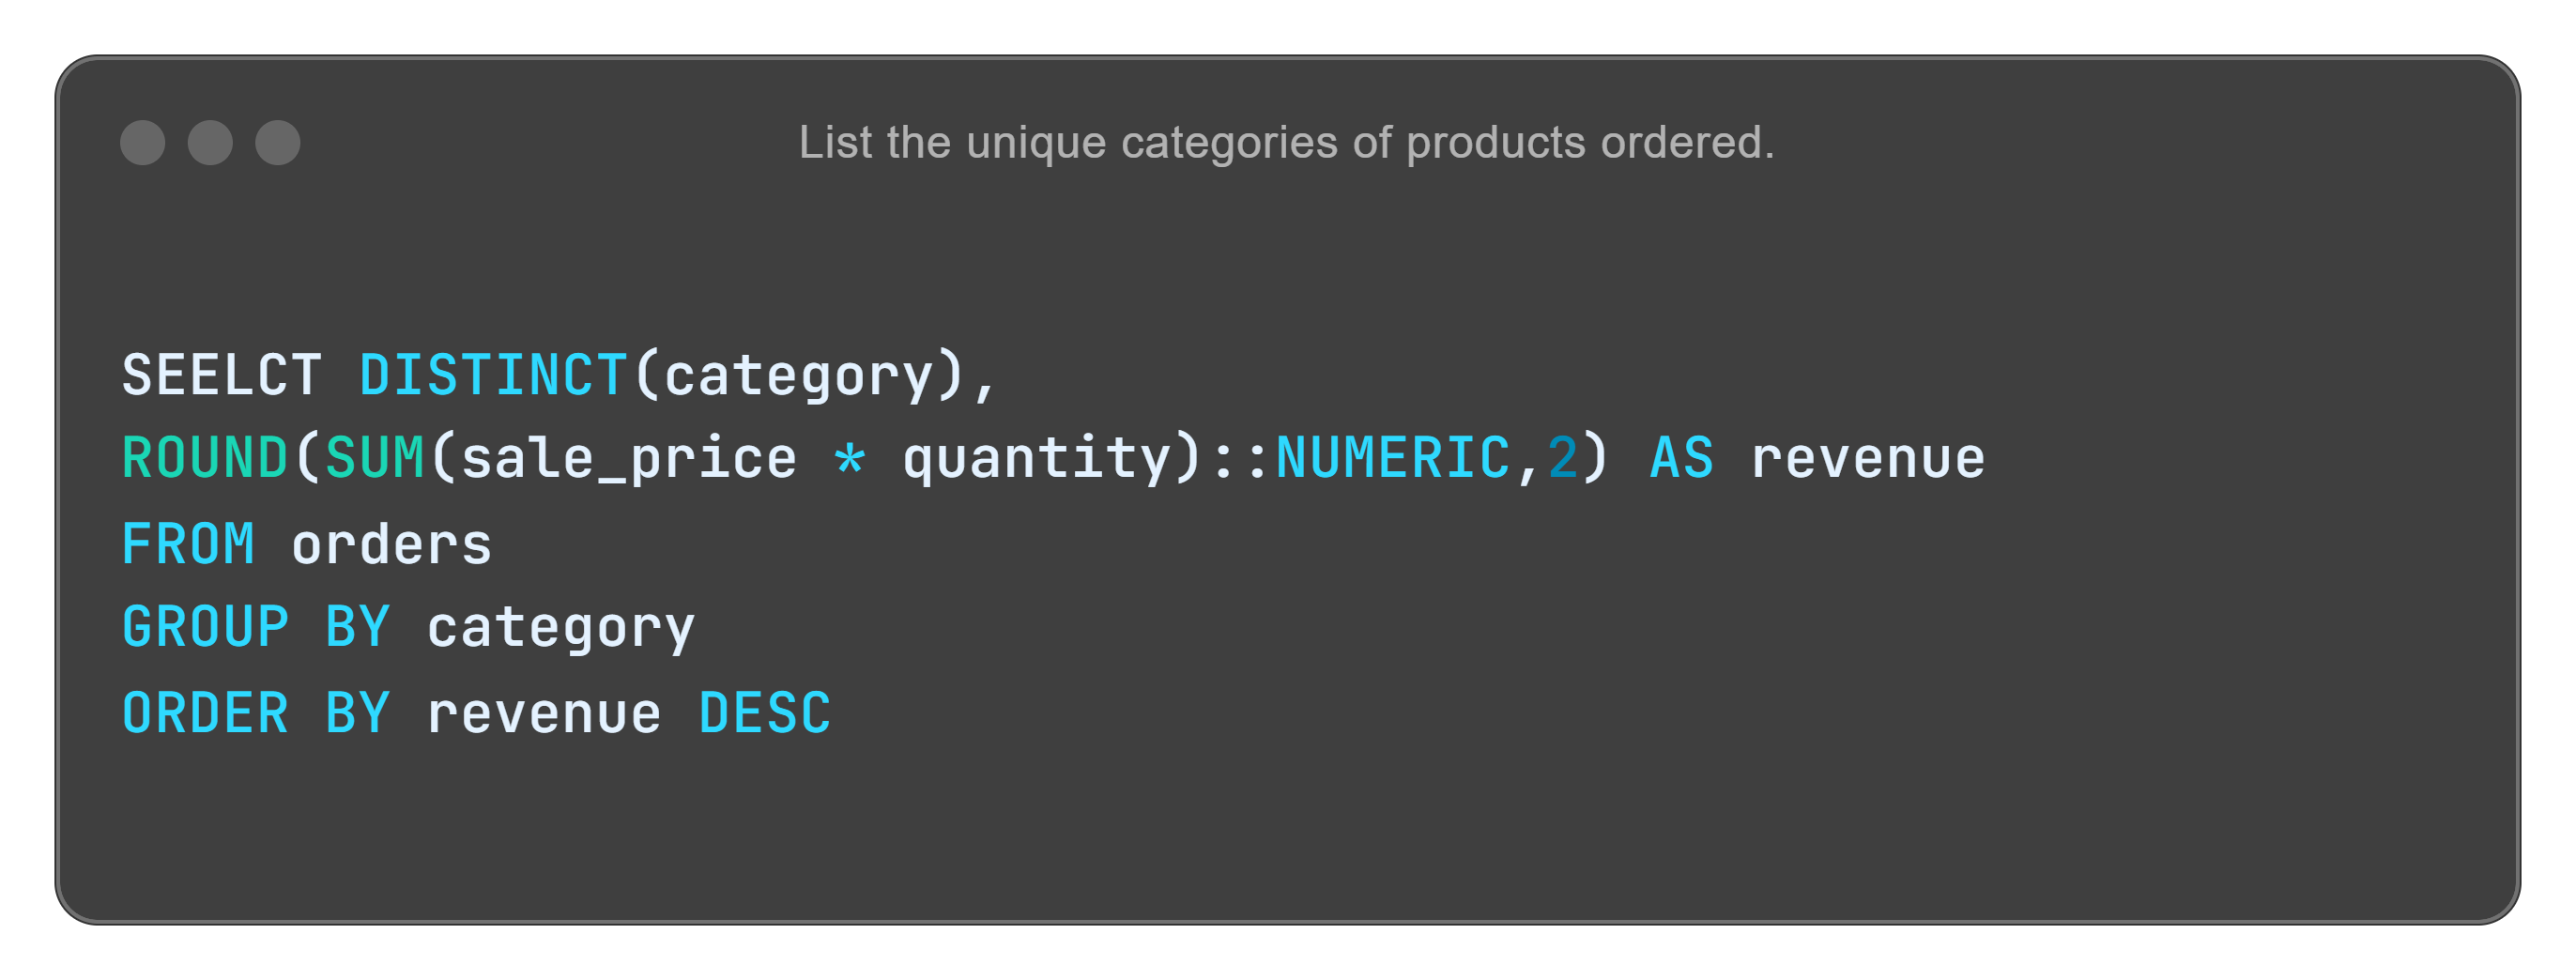 List the unique categories of products ordered.
SEELCT DISTINCT(category),
ROUND(SUM(sale_price * quantity)::NUMERIC,2) AS revenue
FROM orders
GROUP BY category
ORDER BY revenue DESC